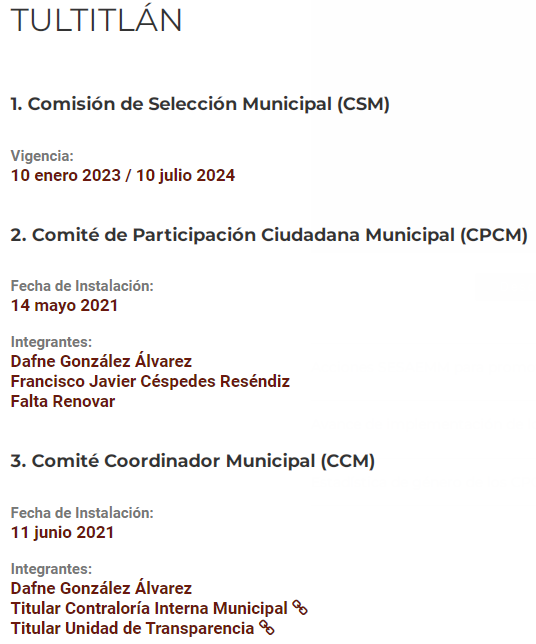 TULTITLÁN
1. Comisión de Selección Municipal (CSM)
Vigencia:
10 enero 2023 / 10 julio 2024
2. Comité de Participación Ciudadana Municipal (CPCM)
Fecha de Instalación:
14 mayo 2021
Integrantes:
Dafne González Álvarez
Francisco Javier Céspedes Reséndiz
Falta Renovar
3. Comité Coordinador Municipal (CCM)
Fecha de Instalación:
11 junio 2021
Integrantes:
Dafne González Álvarez
Titular Contraloría Interna Municipal
Titular Unidad de Transparencia